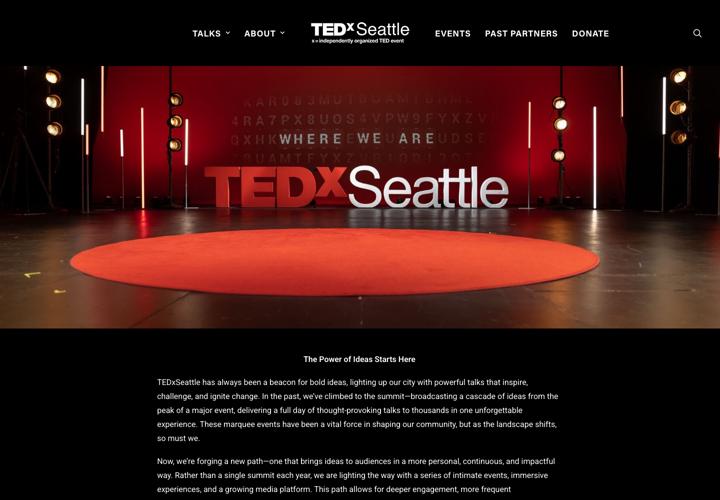 TALKS ABOUT TEDxSeattle EVENTS PAST PARTNERS DONATE
x = independently organized TED event
WHERE WE ARE
TEDxSeattle
The Power of Ideas Starts Here
TEDxSeattle has always been a beacon for bold ideas, lighting up our city with powerful talks that inspire,
challenge, and ignite change. In the past, we've climbed to the summit—broadcasting a cascade of ideas from the
peak of a major event, delivering a full day of thought-provoking talks to thousands in one unforgettable
experience. These marquee events have been a vital force in shaping our community, but as the landscape shifts,
so must we.
Now, we're forging a new path—one that brings ideas to audiences in a more personal, continuous, and impactful
way. Rather than a single summit each year, we are lighting the way with a series of intimate events, immersive
experiences, and a growing media platform. This path allows for deeper engagement, more frequent